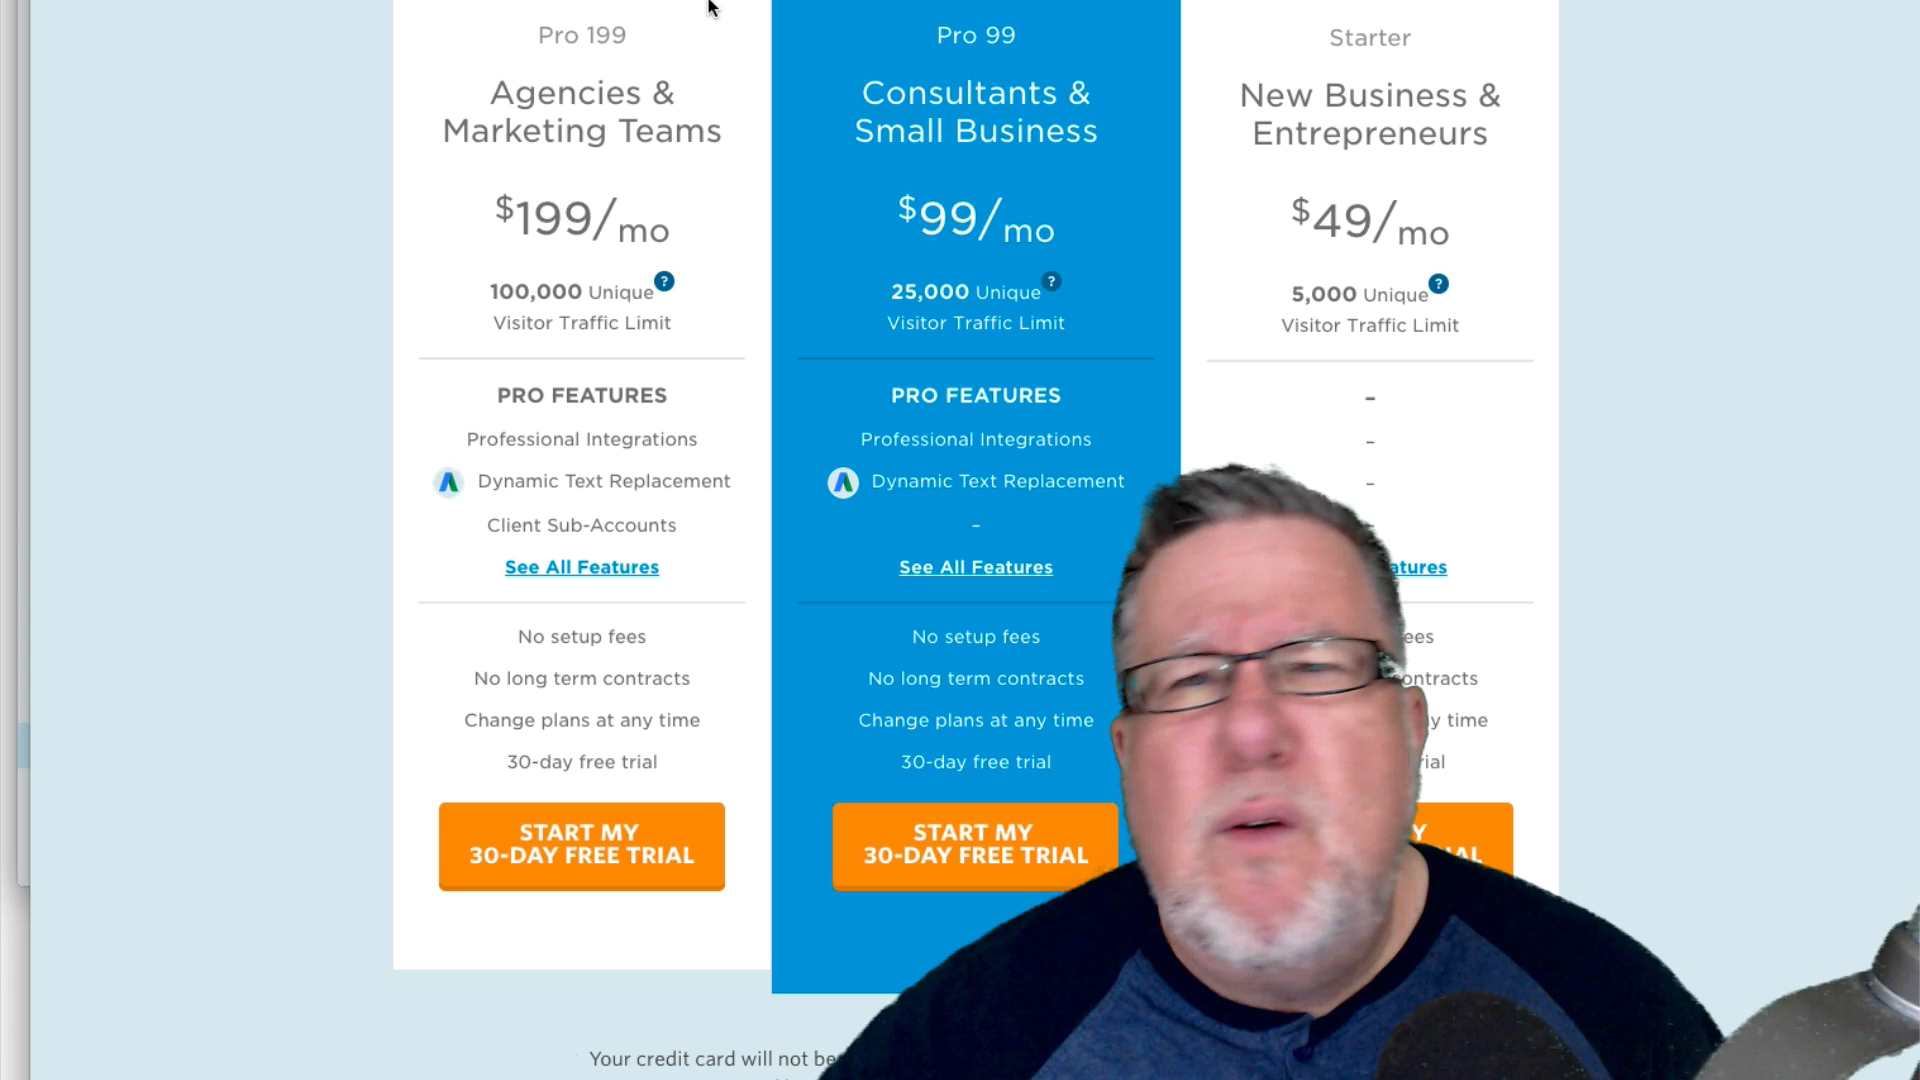 Pro 199
Agencies &
Marketing Teams
$199/mo
100,000 Unique ?
Visitor Traffic Limit
PRO FEATURES
Professional Integrations
Dynamic Text Replacement
Client Sub-Accounts
See All Features
No setup fees
No long term contracts
Change plans at any time
30-day free trial
START MY
30-DAY FREE TRIAL
Pro 99
Consultants &
Small Business
$99/mo
25,000 Unique ?
Visitor Traffic Limit
PRO FEATURES
Professional Integrations
Dynamic Text Replacement
-
See All Features
No setup fees
No long term contracts
Change plans at any time
30-day free trial
START MY
30-DAY FREE TRIAL
Starter
New Business &
Entrepreneurs
$49/mo
5,000 Unique ?
Visitor Traffic Limit
-
-
-
time
Your credit card will not